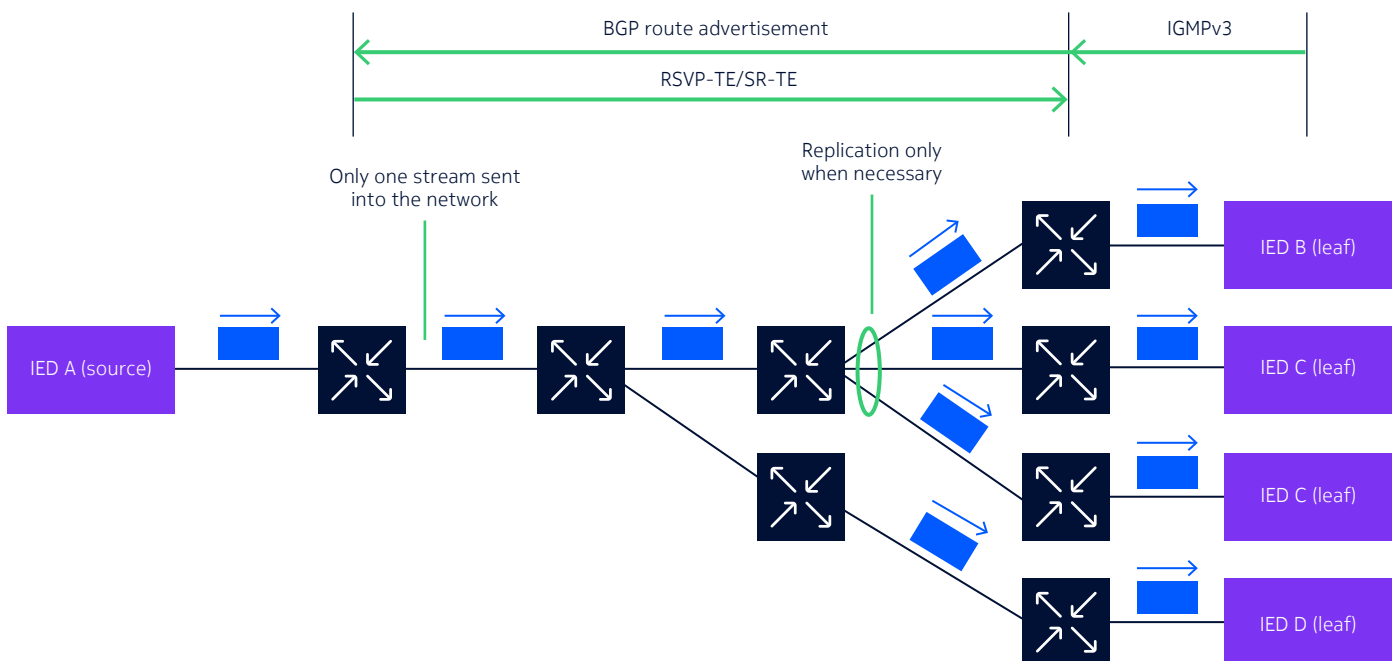 BGP route advertisement
IGMPv3
RSVP-TE/SR-TE
Replication only
when necessary
Only one stream sent
into the network
IED B (leaf)
IED A (source)
IED C (leaf)
IED C (leaf)
IED D (leaf)